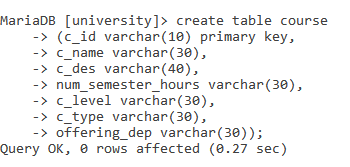 MariaDB [university]> create table course
-> (c_id varchar(10) primary key,
-> c_name varchar(30),
-> c_des varchar(40),
-> num_semester_hours varchar(30),
-> c_level varchar(30),
-> c_type varchar(30),
-> offering_dep varchar(30));
Query OK, 0 rows affected (0.27 sec)